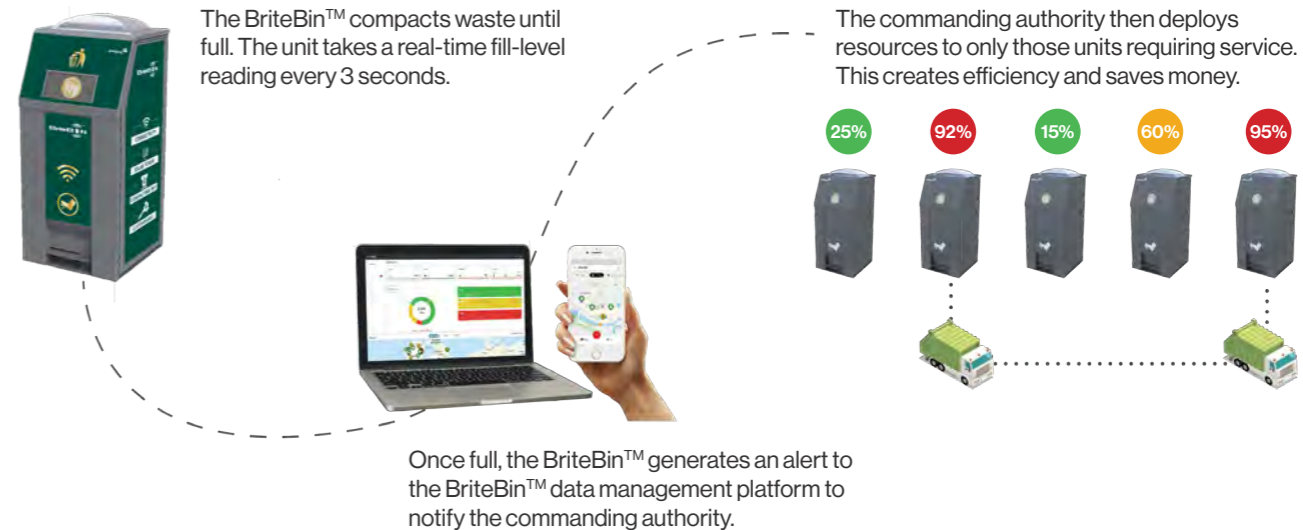 The BriteBin™ compacts waste until
full. The unit takes a real-time fill-level
reading every 3 seconds.
Once full, the BriteBin™ generates an alert to
the BriteBin™ data management platform to
notify the commanding authority.
The commanding authority then deploys
resources to only those units requiring service.
This creates efficiency and saves money.
25% 92% 15% 60% 95%